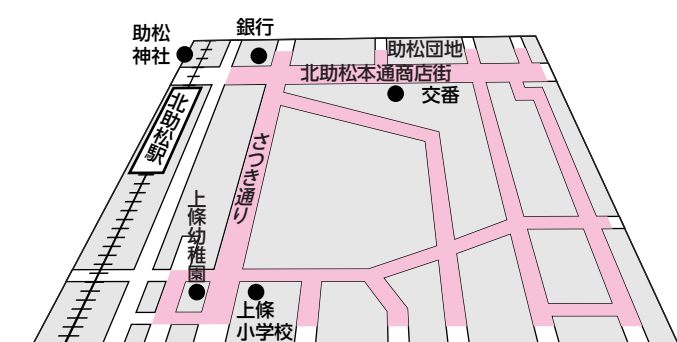 助松
神社
銀行
助松団地
北助松本通商店街
交番
北助松駅
さつき通り
上條幼稚園
上條
小学校